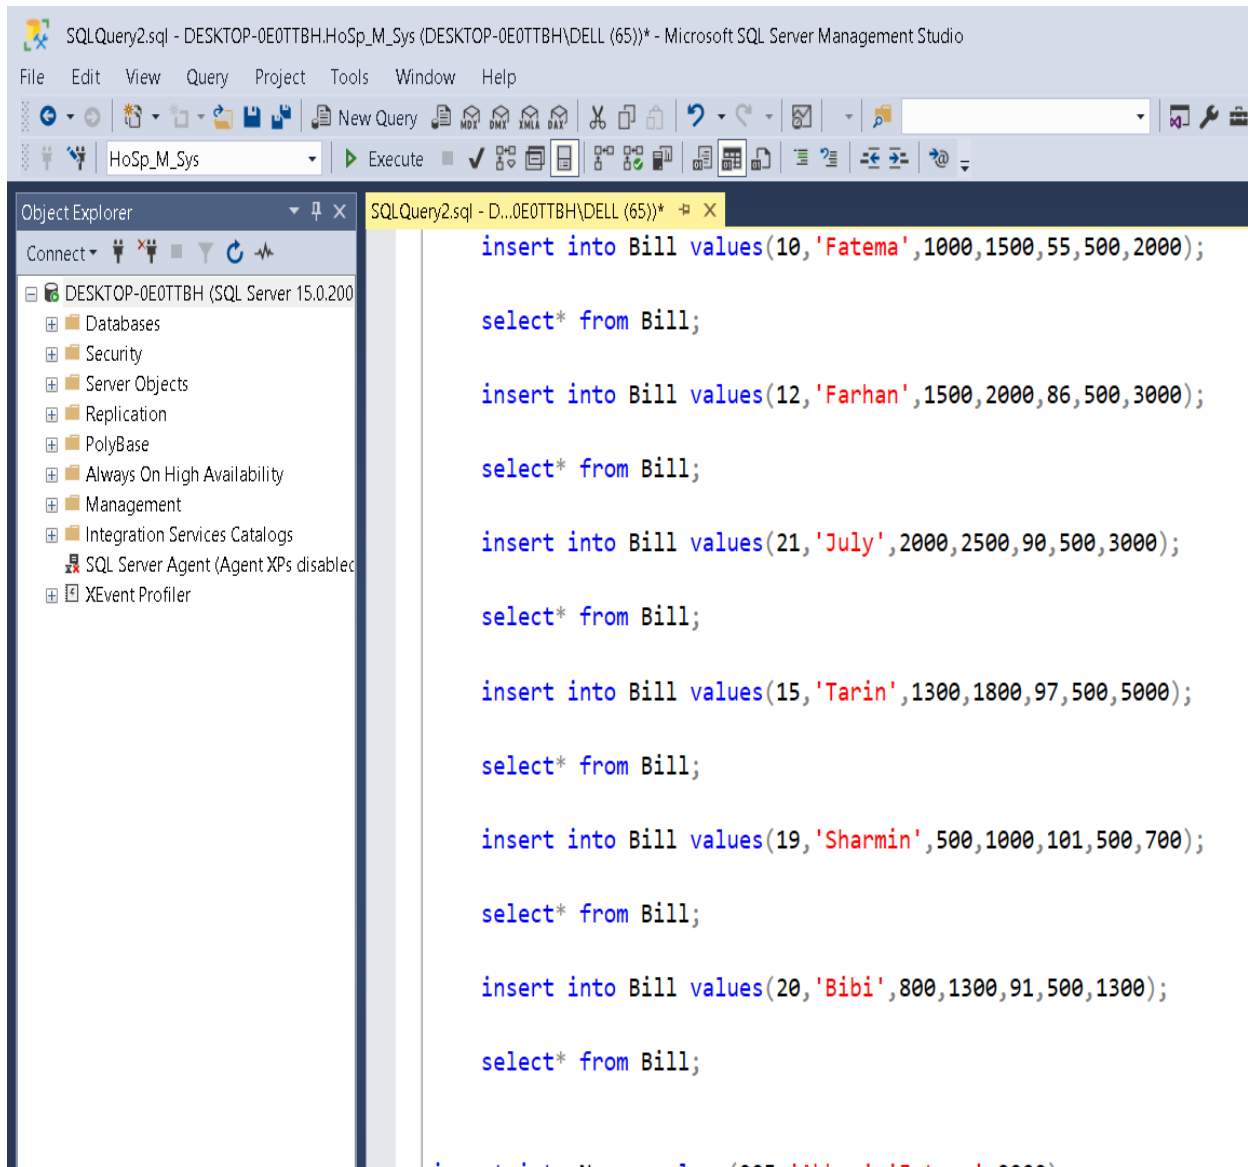 SQLQuery2.sql - DESKTOP-0E0TTBH.HoSp_M_Sys (DESKTOP-0E0TTBH\DELL (65))* - Microsoft SQL Server Management Studio
File Edit View Query Project Tools Window Help
New Query MDX DMX XMLA DAX
HoSp_M_Sys Execute
Object Explorer
SQLQuery2.sql - D...0E0TTBH\DELL (65))*
Connect
DESKTOP-0E0TTBH (SQL Server 15.0.200
Databases
Security
Server Objects
Replication
PolyBase
Always On High Availability
Management
Integration Services Catalogs
SQL Server Agent (Agent XPs disabled
XEvent Profiler
insert into Bill values(10,'Fatema',1000,1500,55,500,2000);
select* from Bill;
insert into Bill values(12,'Farhan',1500,2000,86,500,3000);
select* from Bill;
insert into Bill values(21,'July',2000,2500,90,500,3000);
select* from Bill;
insert into Bill values(15,'Tarin',1300,1800,97,500,5000);
select* from Bill;
insert into Bill values(19,'Sharmin',500,1000,101,500,700);
select* from Bill;
insert into Bill values(20,'Bibi',800,1300,91,500,1300);
select* from Bill;